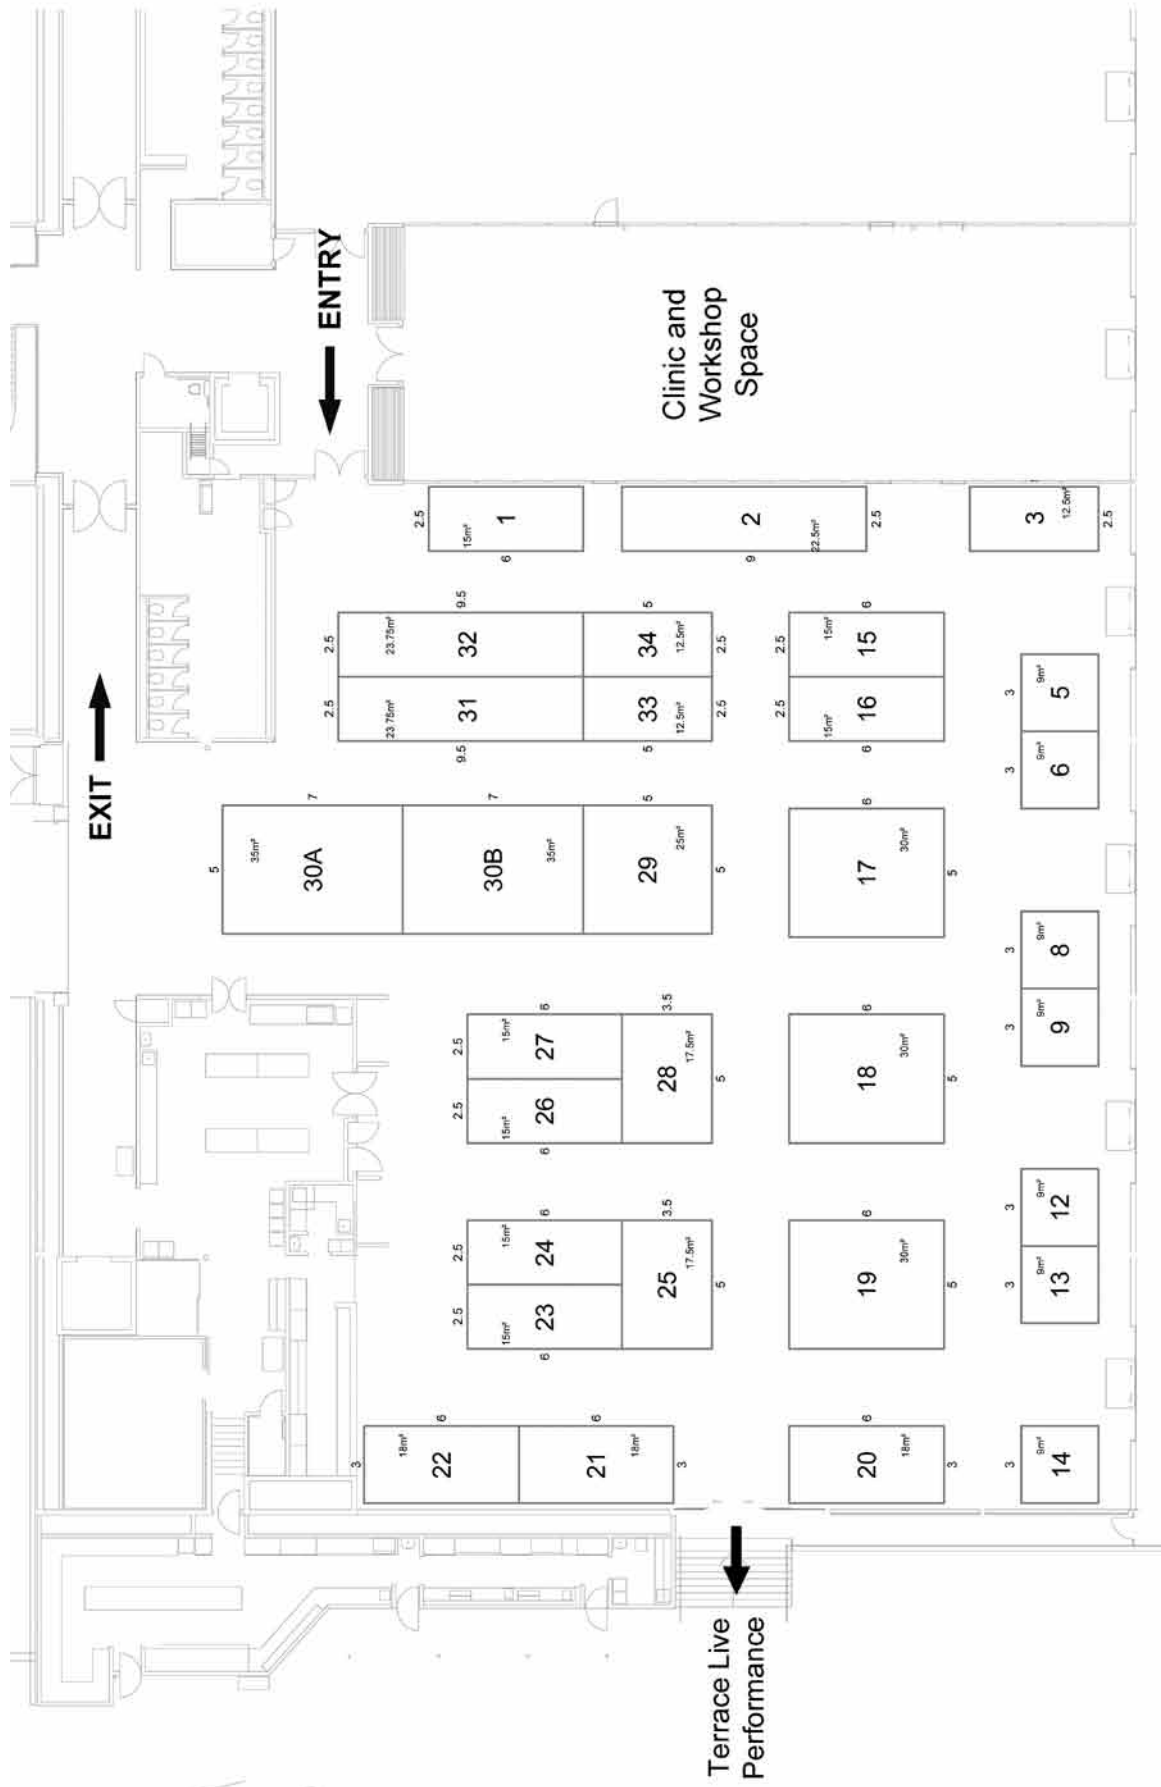 EXIT
ENTRY
5
30A
35m²
7
30B
35m²
7
29
25m²
5
5
2.5
31
23.75m²
9.5
2.5
32
23.75m²
9.5
33
12.5m²
5
2.5
34
12.5m²
5
2.5
2.5
1
15m²
6
2
22.5m²
9
2.5
3
12.5m²
2.5
Clinic and
Workshop
Space
3
22
18m²
6
21
18m²
6
3
2.5
23
15m²
6
2.5
24
15m²
6
25
17.5m²
3.5
5
2.5
26
15m²
6
2.5
27
15m²
6
28
17.5m²
3.5
5
20
18m²
6
3
19
30m²
6
5
18
30m²
6
5
17
30m²
6
5
2.5
16
15m²
6
2.5
15
15m²
6
3
14
9m²
3
13
9m²
3
12
9m²
3
9
9m²
3
8
9m²
3
6
9m²
3
5
9m²
Terrace Live
Performance